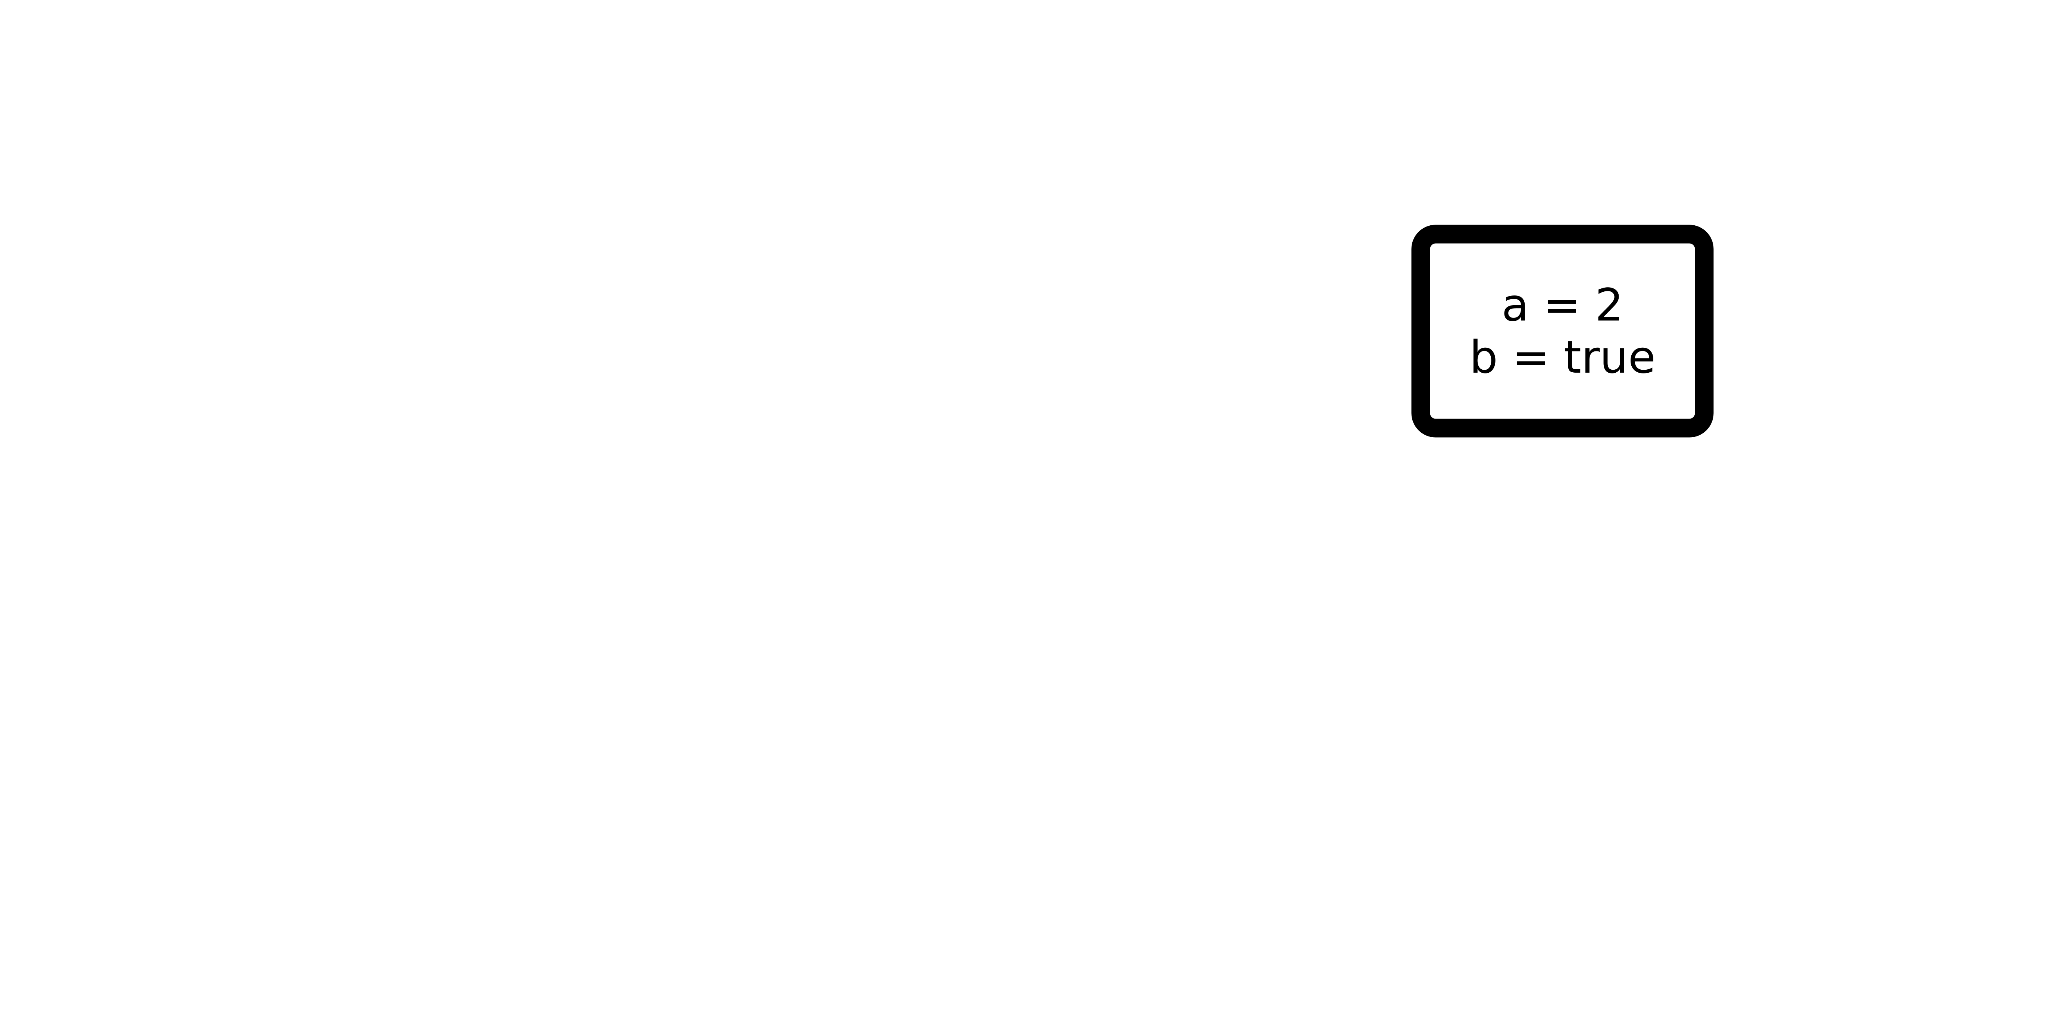 a = 2
b = true